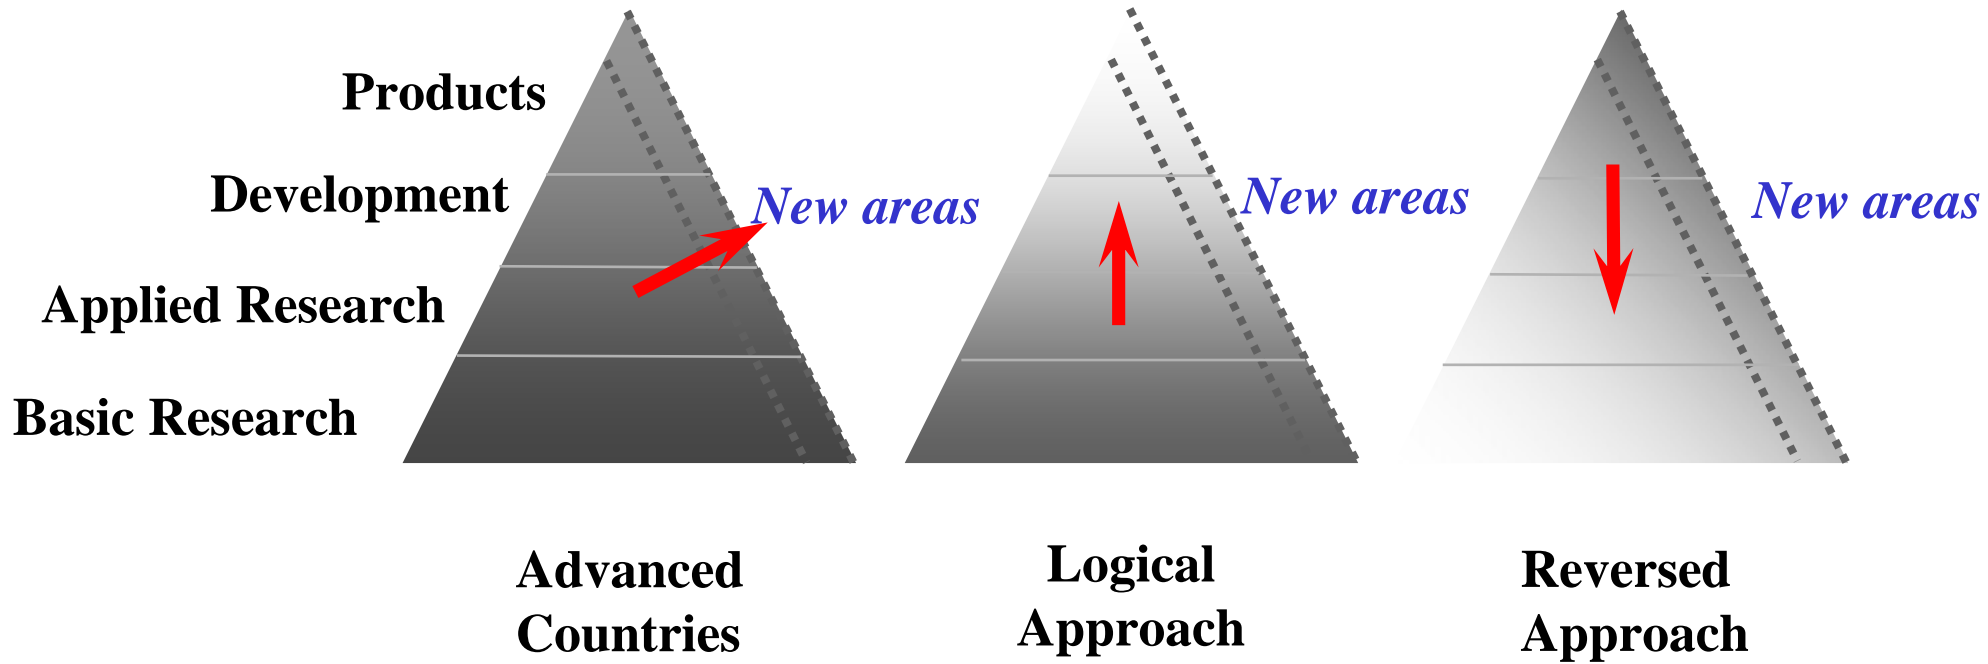 Products
Development
New areas
New areas
New areas
Applied Research
Basic Research
Advanced
Countries
Logical
Approach
Reversed
Approach